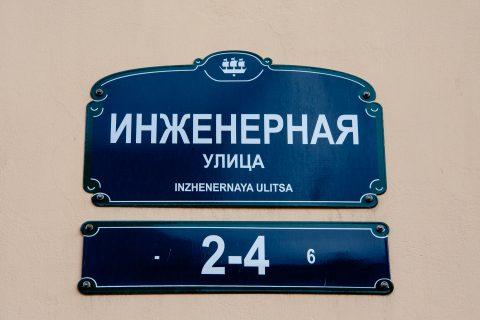 ИНЖЕНЕРНАЯ
УЛИЦА
INZHENERNAYA ULITSA
- 2-4 6